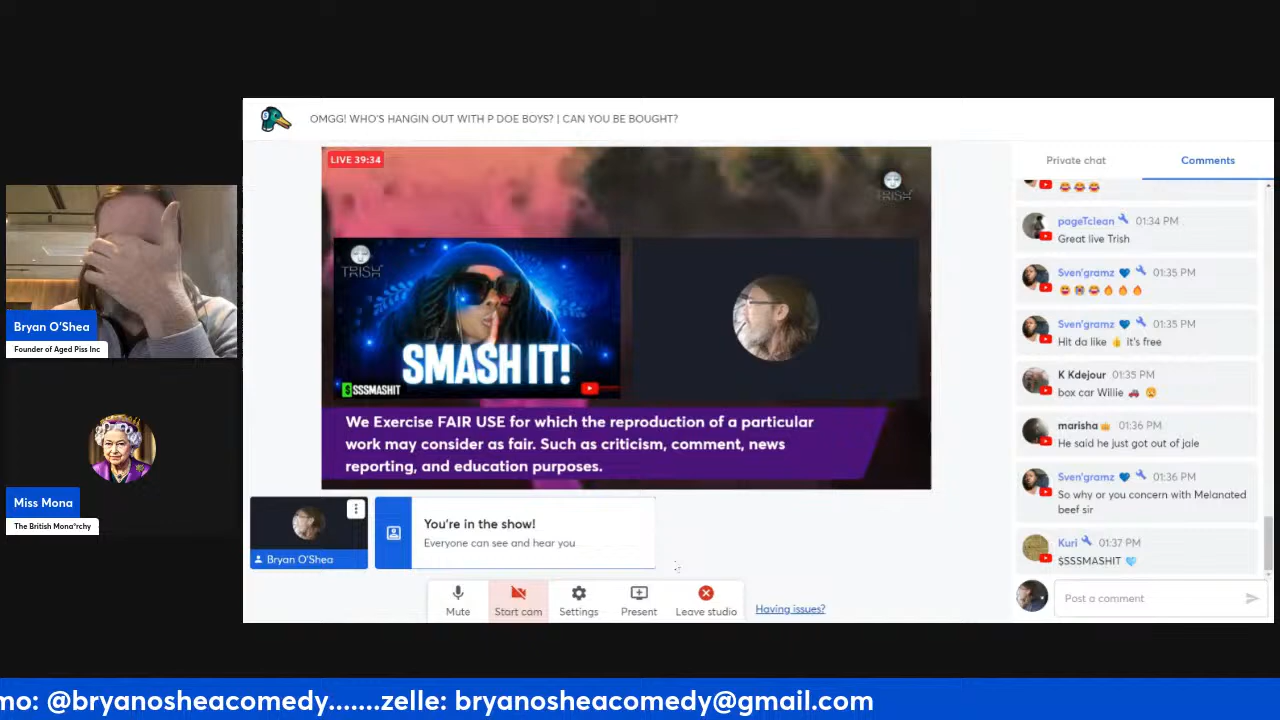 OMGG! WHO'S HANGIN OUT WITH P DOE BOYS? | CAN YOU BE BOUGHT?
LIVE 39:34
TRISH
TRISH
SMASH IT!
$ SSSMASHIT
We Exercise FAIR USE for which the reproduction of a particular
work may consider as fair. Such as criticism, comment, news
reporting, and education purposes.
Bryan O'Shea
Founder of Aged Piss Inc
Miss Mona
The British Mona*rchy
Bryan O'Shea
You're in the show!
Everyone can see and hear you
Mute
Start cam
Settings
Present
Leave studio
Having issues?
Private chat
Comments
😂😂😂
pageTclean 01:34 PM
Great live Trish
Sven'gramz 💙 01:35 PM
Sven'gramz 💙 01:35 PM
Hit da like 👍 it's free
K Kdejour 01:35 PM
box car Willie
marisha👑 01:36 PM
He said he just got out of jale
Sven'gramz 💙 01:36 PM
So why or you concern with Melanated
beef sir
Kuri 01:37 PM
$SSSMASHIT 🩵
Post a comment
mo: @bryanosheacomedy.......zelle: bryanosheacomedy@gmail.com